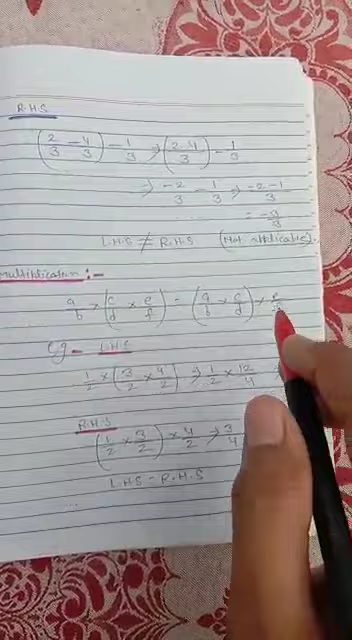 R.H.S
(2/3 - 4/3) - 1/3 ⇒ (2-4/3) - 1/3
⇒ -2/3 - 1/3 ⇒ -2-1/3
= -3/3
L.H.S ≠ R.H.S (Not applicable).
Multiplication :-
a/b × (c/d × e/f) = (a/b × c/d) × e/f
Eg - LHS
1/2 × (3/2 × 4/2) ⇒ 1/2 × 12/4
R.H.S
(1/2 × 3/2) × 4/2 ⇒ 3/4
L.H.S = R.H.S